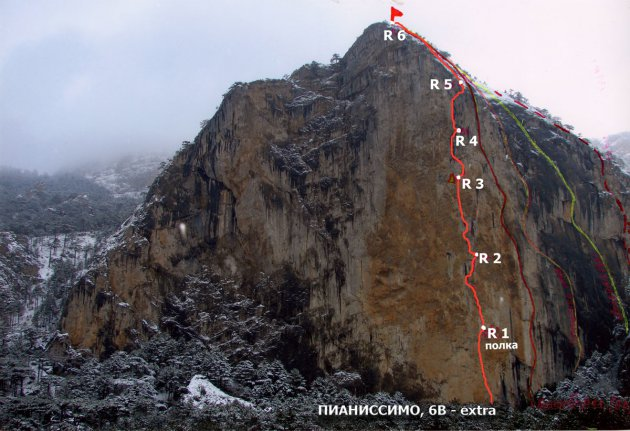 R 6
R 5
R 4
R 3
R 2
R 1
полка
ПИАНИССИМО, 6В - extra